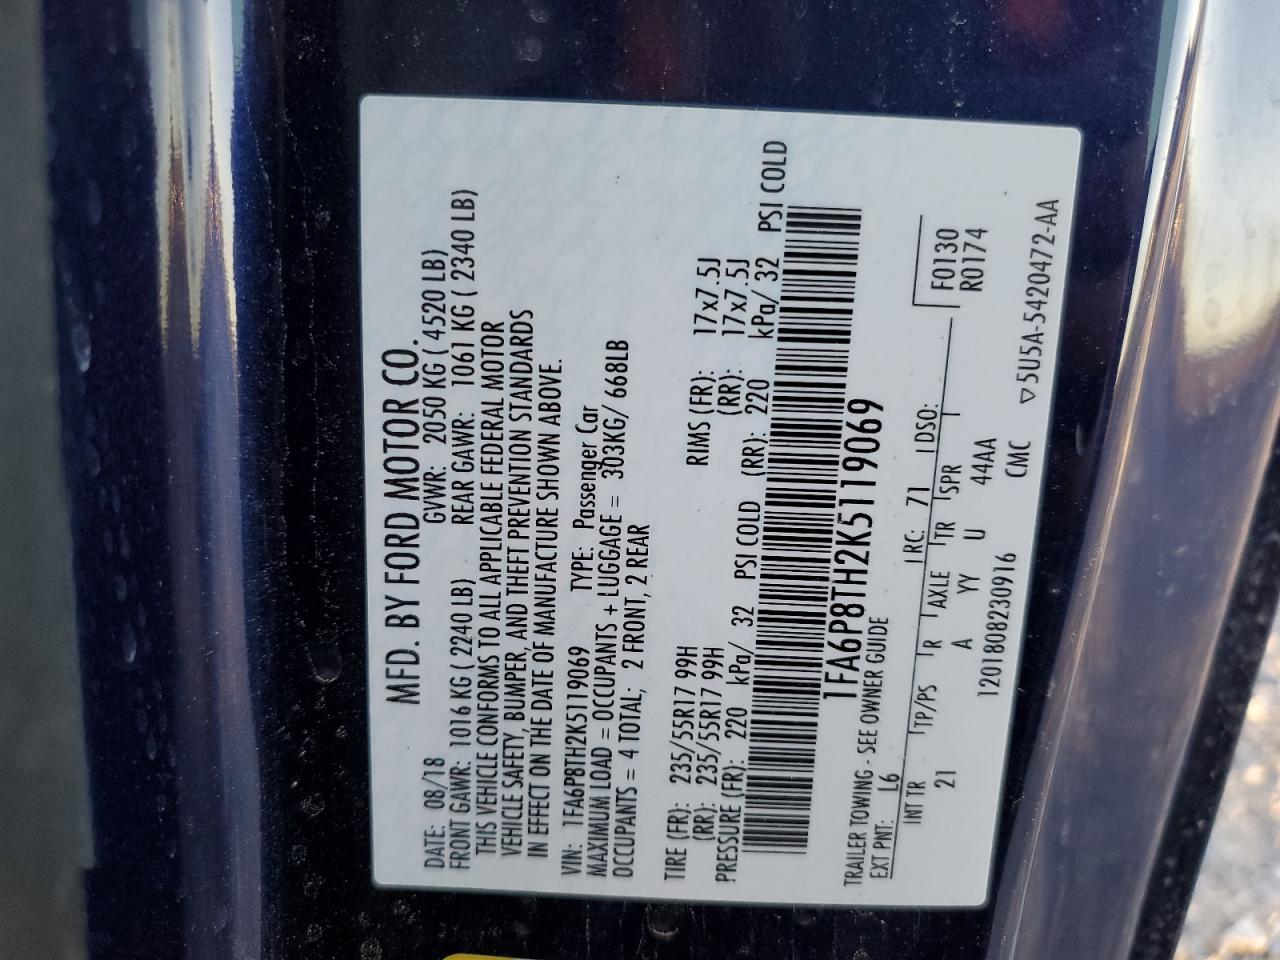 MFD. BY FORD MOTOR CO.
DATE: 08/18 GVWR: 2050 KG ( 4520 LB)
FRONT GAWR: 1016 KG ( 2240 LB) REAR GAWR: 1061 KG ( 2340 LB)
THIS VEHICLE CONFORMS TO ALL APPLICABLE FEDERAL MOTOR
VEHICLE SAFETY, BUMPER, AND THEFT PREVENTION STANDARDS
IN EFFECT ON THE DATE OF MANUFACTURE SHOWN ABOVE.
VIN: 1FA6P8TH2K5119069 TYPE: Passenger Car
MAXIMUM LOAD = OCCUPANTS + LUGGAGE = 303KG/ 668LB
OCCUPANTS = 4 TOTAL; 2 FRONT, 2 REAR
TIRE (FR): 235/55R17 99H RIMS (FR): 17x7.5J
(RR): 235/55R17 99H (RR): 17x7.5J
PRESSURE (FR): 220 kPa/ 32 PSI COLD (RR): 220 kPa/ 32 PSI COLD
1FA6P8TH2K5119069
TRAILER TOWING - SEE OWNER GUIDE
EXT PNT: L6 RC: 71 DSO: F0130
INT TR TP/PS R AXLE TR SPR R0174
21 A YY U 44AA
1201808230916 CMC ▽5U5A-5420472-AA